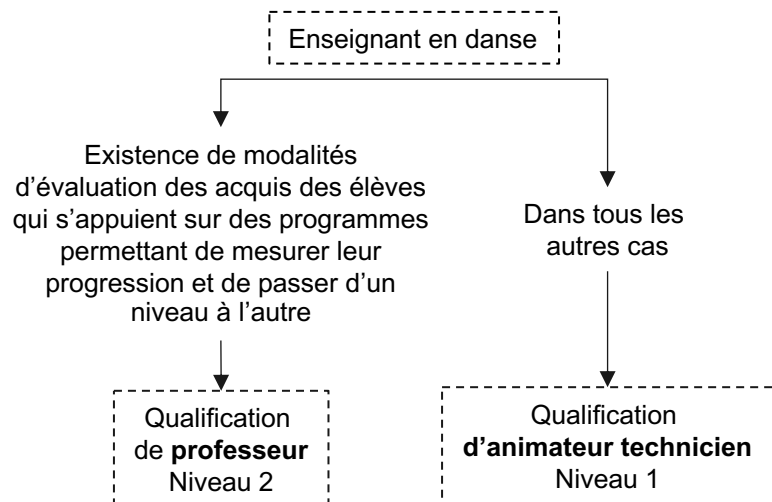 Enseignant en danse
Existence de modalités
d’évaluation des acquis des élèves
qui s’appuient sur des programmes
permettant de mesurer leur
progression et de passer d’un
niveau à l’autre
Dans tous les
autres cas
Qualification
de professeur
Niveau 2
Qualification
d’animateur technicien
Niveau 1